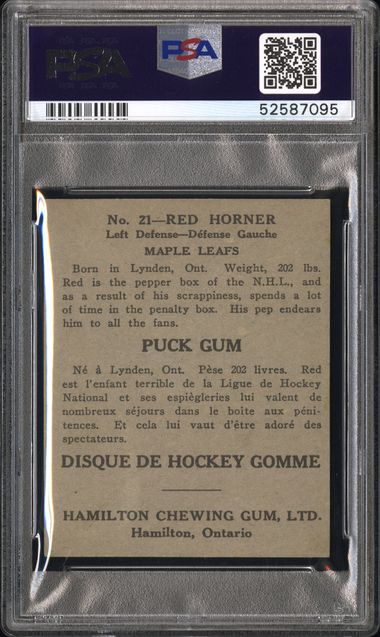 PSA
PSA
52587095
No. 21—RED HORNER
Left Defense—Défense Gauche
MAPLE LEAFS
Born in Lynden, Ont. Weight, 202 lbs.
Red is the pepper box of the N.H.L., and
as a result of his scrappiness, spends a lot
of time in the penalty box. His pep endears
him to all the fans.
PUCK GUM
Né à Lynden, Ont. Pèse 202 livres. Red
est l'enfant terrible de la Ligue de Hockey
National et ses espiègleries lui valent de
nombreux séjours dans le boite aux péni-
tences. Et cela lui vaut d'être adoré des
spectateurs.
DISQUE DE HOCKEY GOMME
HAMILTON CHEWING GUM, LTD.
Hamilton, Ontario